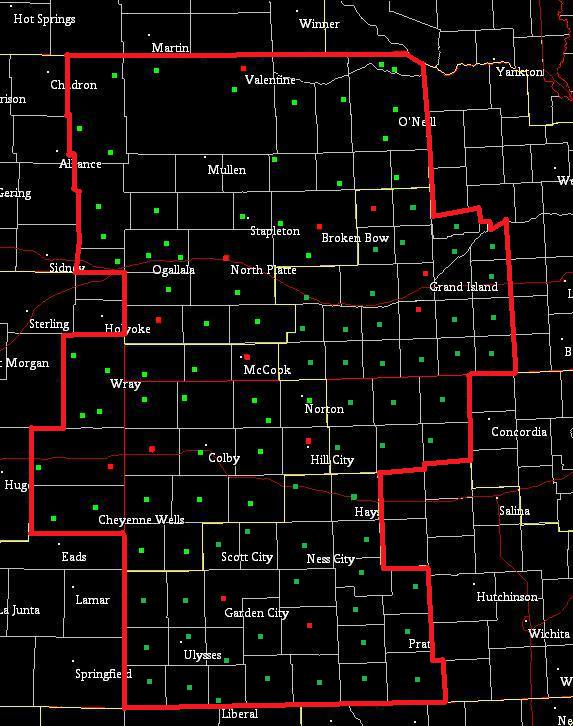 Hot Springs
Winner
Martin
Yankton
Chadron
Valentine
rison
O'Neill
Alliance
Mullen
Gering
Stapleton
Broken Bow
Sidney
Ogallala
North Platte
Grand Island
Sterling
Holyoke
t Morgan
McCook
Wray
Norton
Concordia
Colby
Hill City
Hug
Cheyenne Wells
Hays
Salina
Eads
Scott City
Ness City
Lamar
Hutchinson
La Junta
Garden City
Wichita
Pratt
Ulysses
Springfield
Liberal